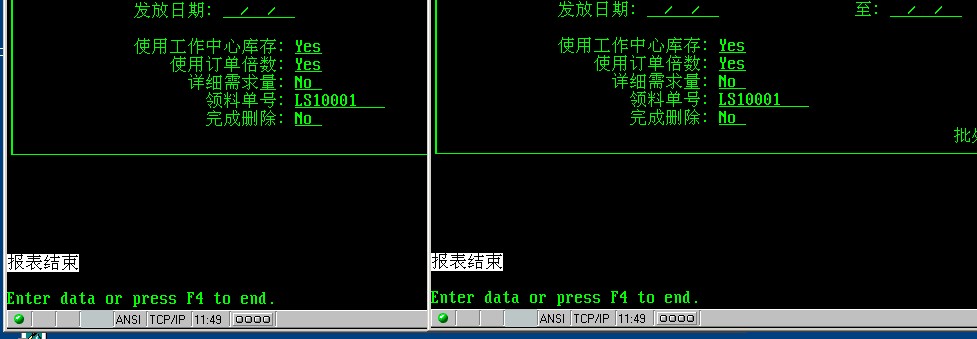 发放日期: / /
使用工作中心库存: Yes
使用订单倍数: Yes
详细需求量: No
领料单号: LS10001
完成删除: No
报表结束
Enter data or press F4 to end.
ANSI TCP/IP 11:49
发放日期: / / 至: / /
使用工作中心库存: Yes
使用订单倍数: Yes
详细需求量: No
领料单号: LS10001
完成删除: No
批
报表结束
Enter data or press F4 to end.
ANSI TCP/IP 11:49